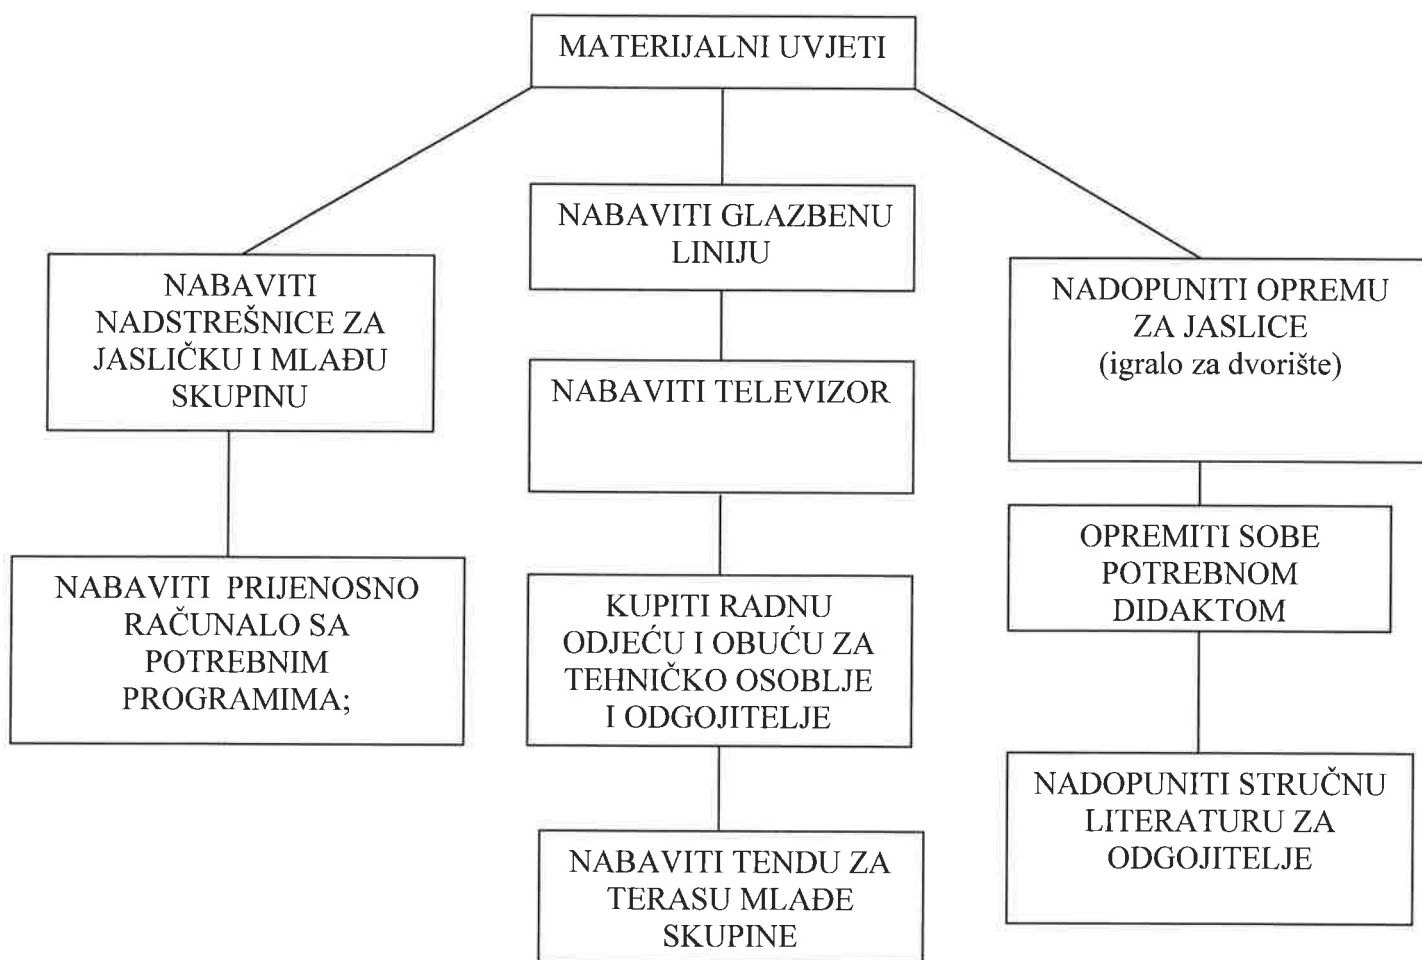 MATERIJALNI UVJETI
NABAVITI
NADSTREŠNICE ZA
JASLIČKU I MLAĐU
SKUPINU
NABAVITI PRIJENOSNO
RAČUNALO SA
POTREBNIM
PROGRAMIMA;
NABAVITI GLAZBENU
LINIJU
NABAVITI TELEVIZOR
KUPITI RADNU
ODJEĆU I OBUĆU ZA
TEHNIČKO OSOBLJE
I ODGOJITELJE
NABAVITI TENDU ZA
TERASU MLAĐE
SKUPINE
NADOPUNITI OPREMU
ZA JASLICE
(igralo za dvorište)
OPREMITI SOBE
POTREBNOM
DIDAKTOM
NADOPUNITI STRUČNU
LITERATURU ZA
ODGOJITELJE